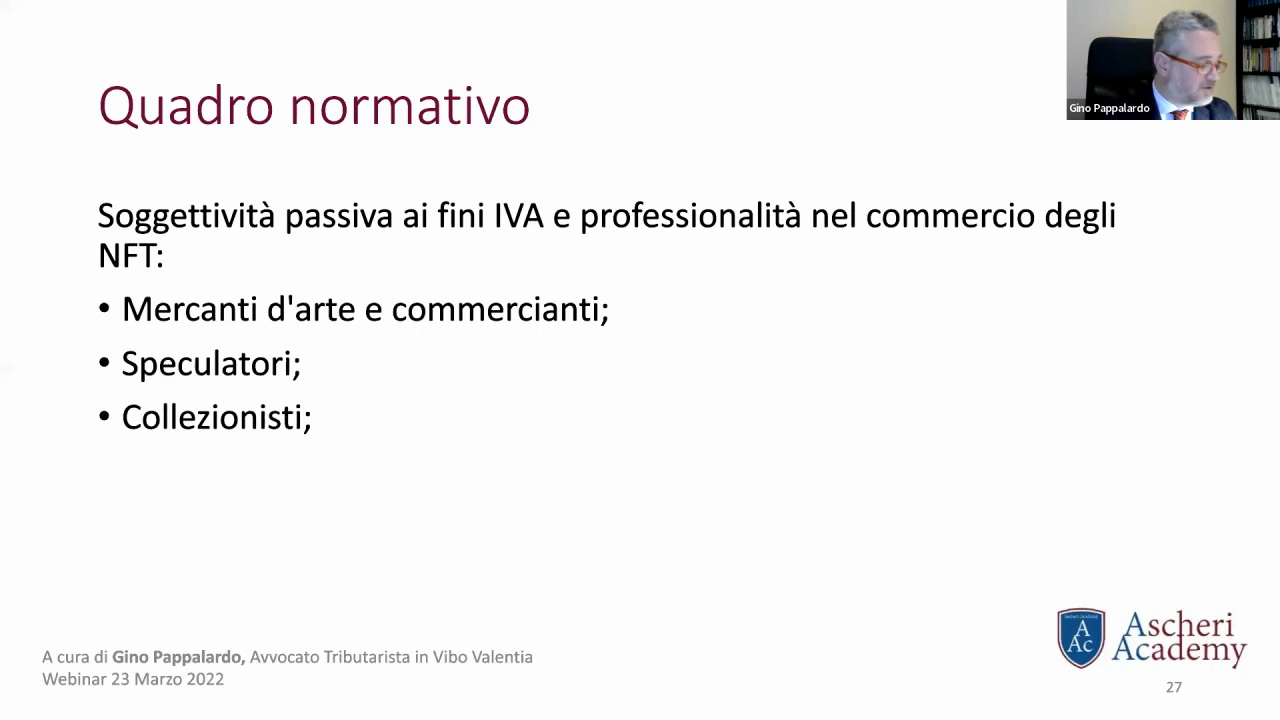 Gino Pappalardo
Quadro normativo
Soggettività passiva ai fini IVA e professionalità nel commercio degli
NFT:
• Mercanti d'arte e commercianti;
• Speculatori;
• Collezionisti;
A cura di Gino Pappalardo, Avvocato Tributarista in Vibo Valentia
Webinar 23 Marzo 2022
A
Ac
Ascheri
Academy
27